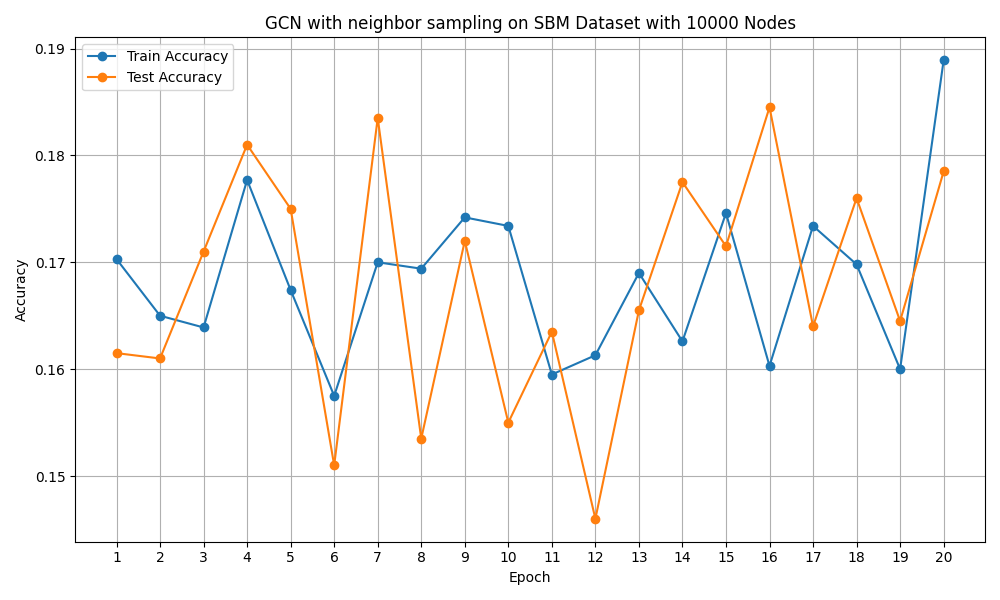 GCN with neighbor sampling on SBM Dataset with 10000 Nodes
Train Accuracy
Test Accuracy
0.19
0.18
0.17
0.16
0.15
Accuracy
1 2 3 4 5 6 7 8 9 10 11 12 13 14 15 16 17 18 19 20
Epoch